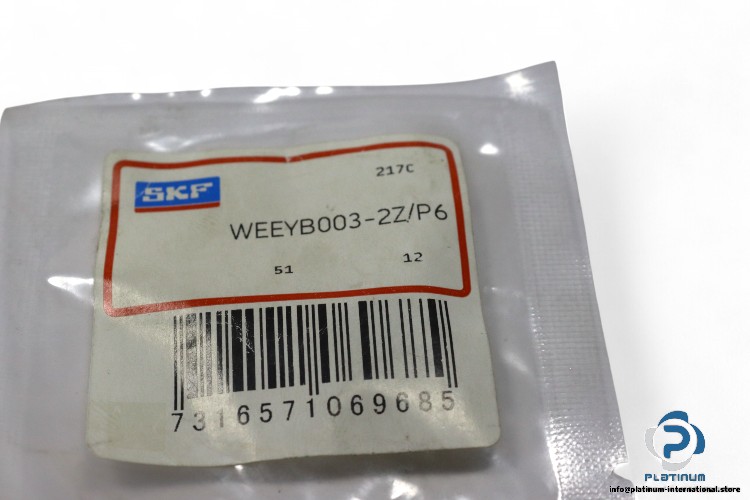 217C
SKF
WEEYB003-2Z/P6
51 12
7316571069685
PLATINUM
info@platinum-international.store